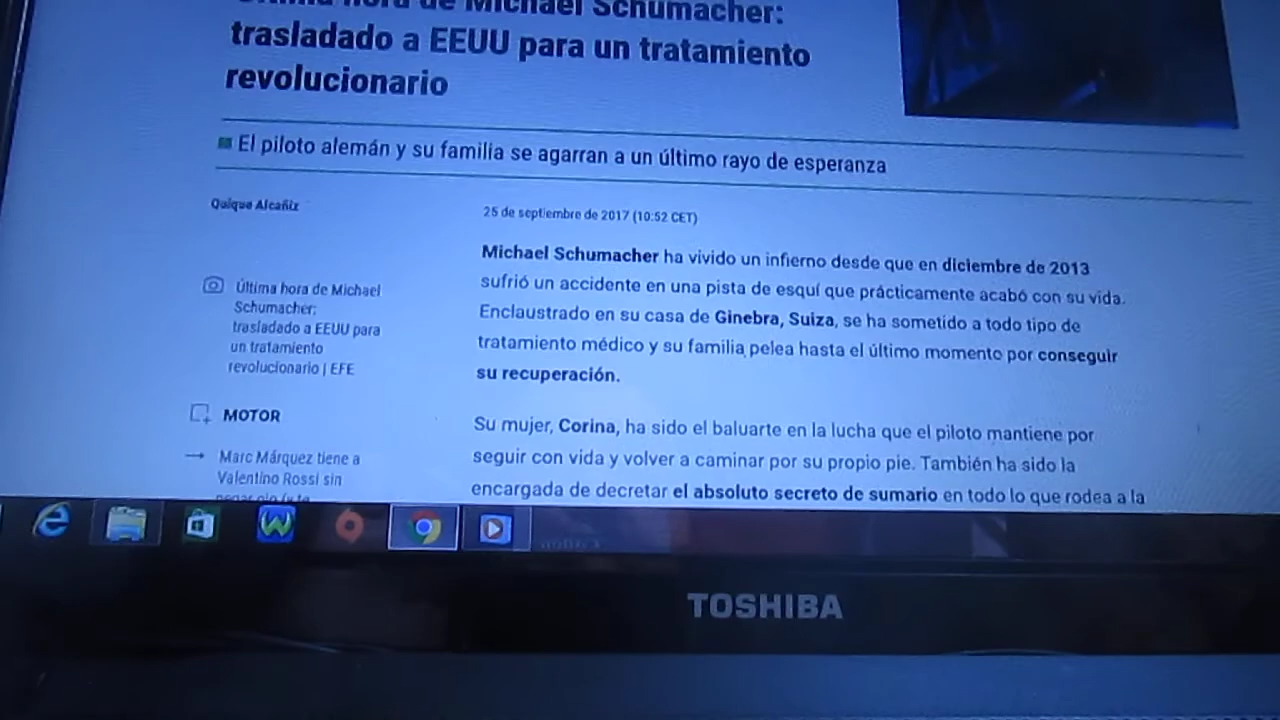 Michael Schumacher:
trasladado a EEUU para un tratamiento
revolucionario
El piloto alemán y su familia se agarran a un último rayo de esperanza
Quique Alcañiz
25 de septiembre de 2017 (10:52 CET)
Michael Schumacher ha vivido un infierno desde que en diciembre de 2013
sufrió un accidente en una pista de esquí que prácticamente acabó con su vida.
Enclaustrado en su casa de Ginebra, Suiza, se ha sometido a todo tipo de
tratamiento médico y su familia pelea hasta el último momento por conseguir
su recuperación.
Su mujer, Corina, ha sido el baluarte en la lucha que el piloto mantiene por
seguir con vida y volver a caminar por su propio pie. También ha sido la
encargada de decretar el absoluto secreto de sumario en todo lo que rodea a la
Última hora de Michael
Schumacher:
trasladado a EEUU para
un tratamiento
revolucionario | EFE
MOTOR
Marc Márquez tiene a
Valentino Rossi sin
TOSHIBA